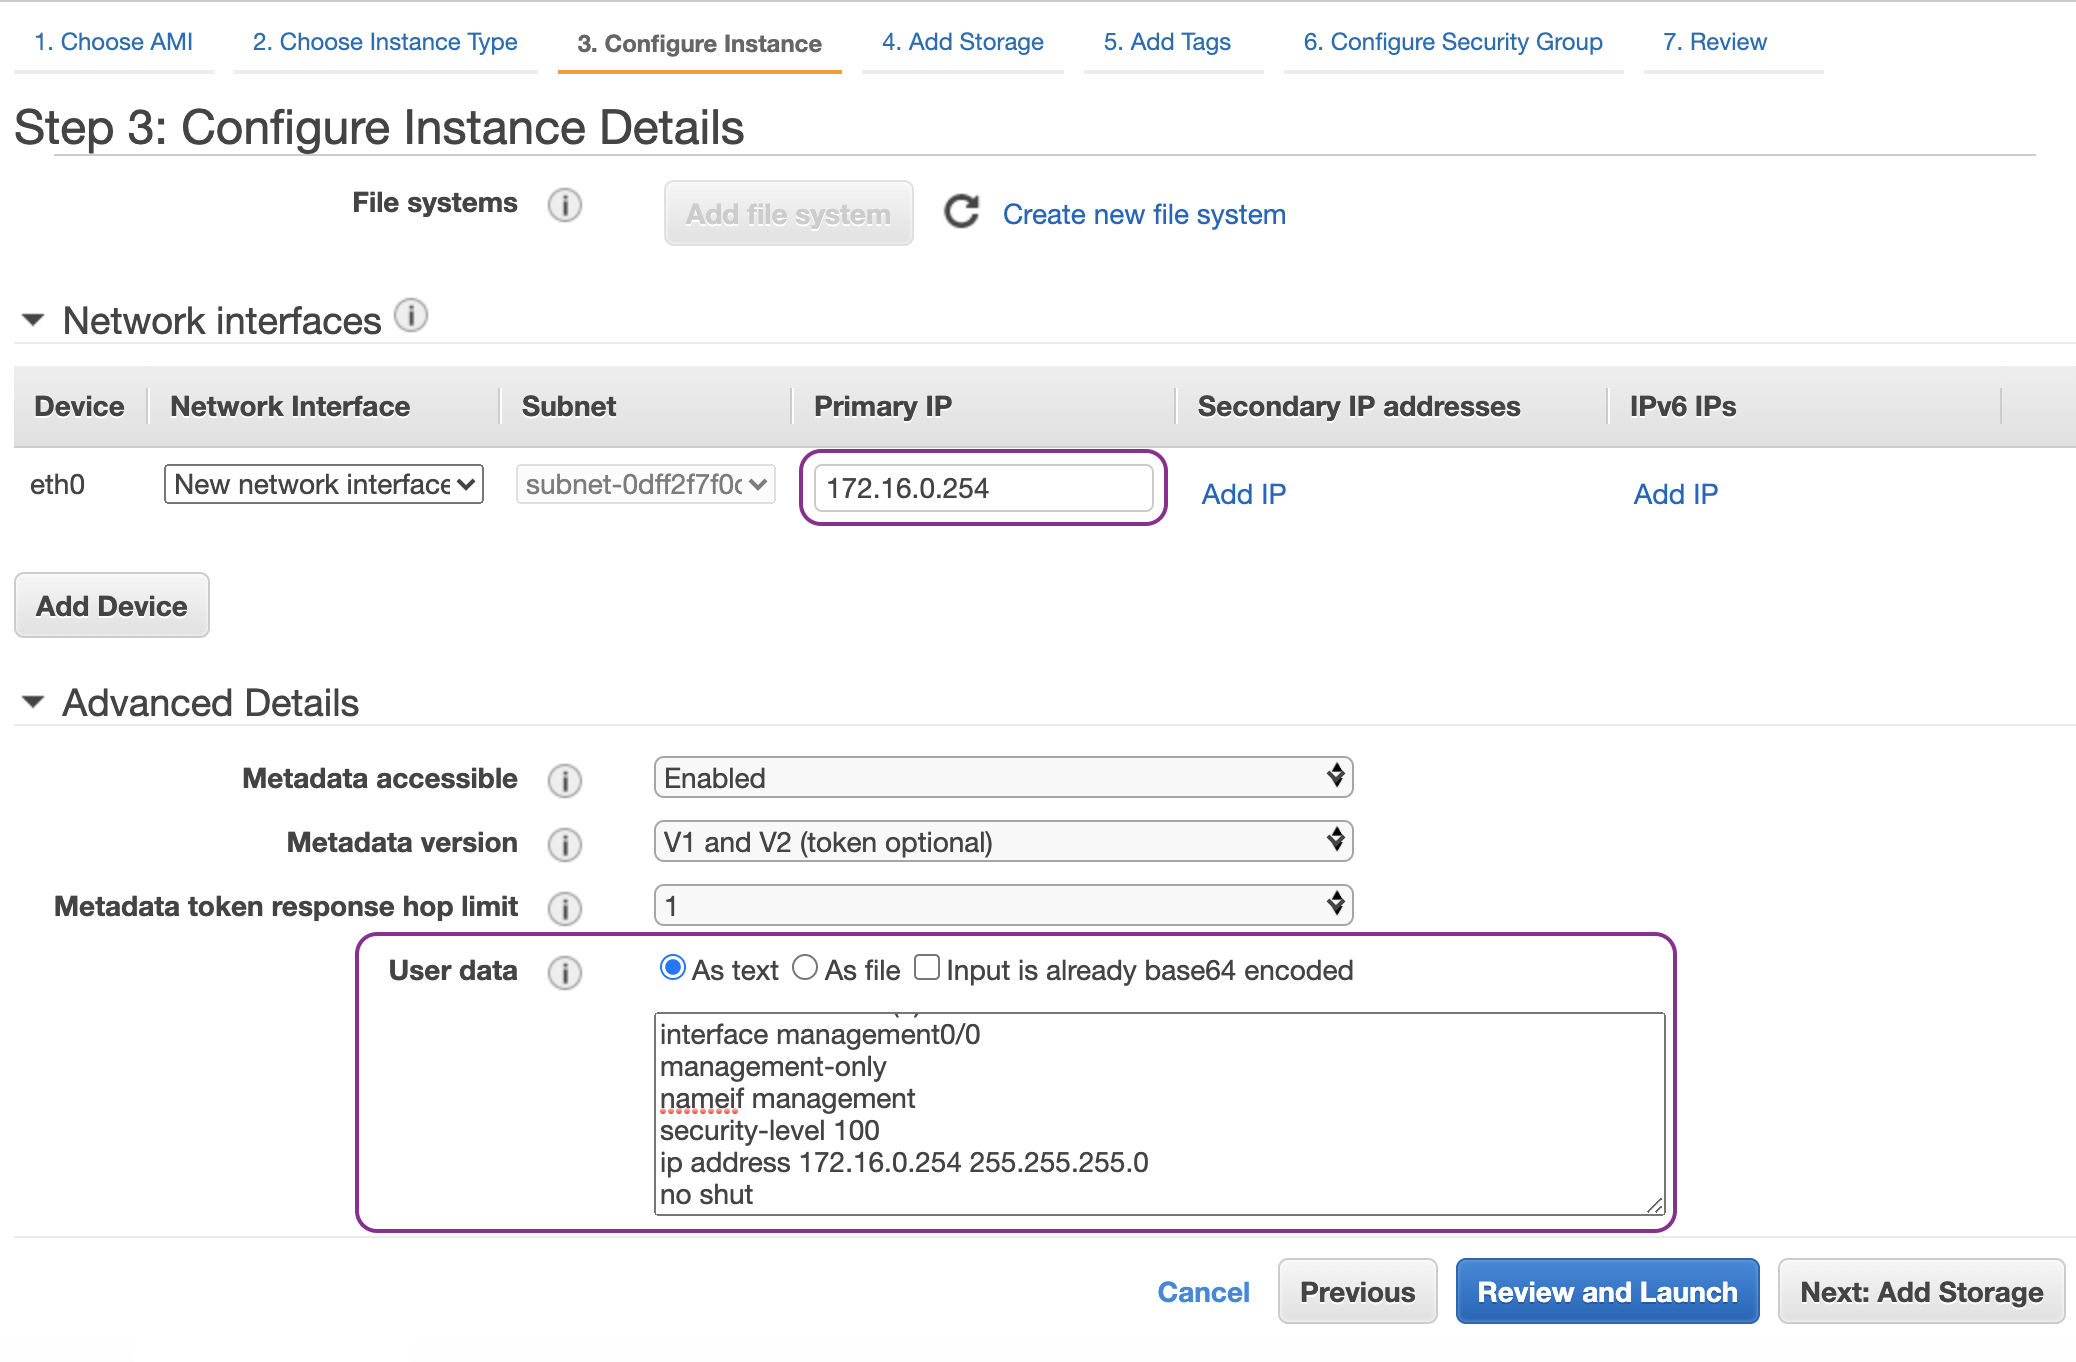 1. Choose AMI 2. Choose Instance Type 3. Configure Instance 4. Add Storage 5. Add Tags 6. Configure Security Group 7. Review
Step 3: Configure Instance Details
File systems i Add file system Create new file system
Network interfaces i
Device Network Interface Subnet Primary IP Secondary IP addresses IPv6 IPs
eth0 New network interface subnet-0dff2f7f0c 172.16.0.254 Add IP Add IP
Add Device
Advanced Details
Metadata accessible i Enabled
Metadata version i V1 and V2 (token optional)
Metadata token response hop limit i 1
User data i As text As file Input is already base64 encoded
interface management0/0
management-only
nameif management
security-level 100
ip address 172.16.0.254 255.255.255.0
no shut
Cancel Previous Review and Launch Next: Add Storage